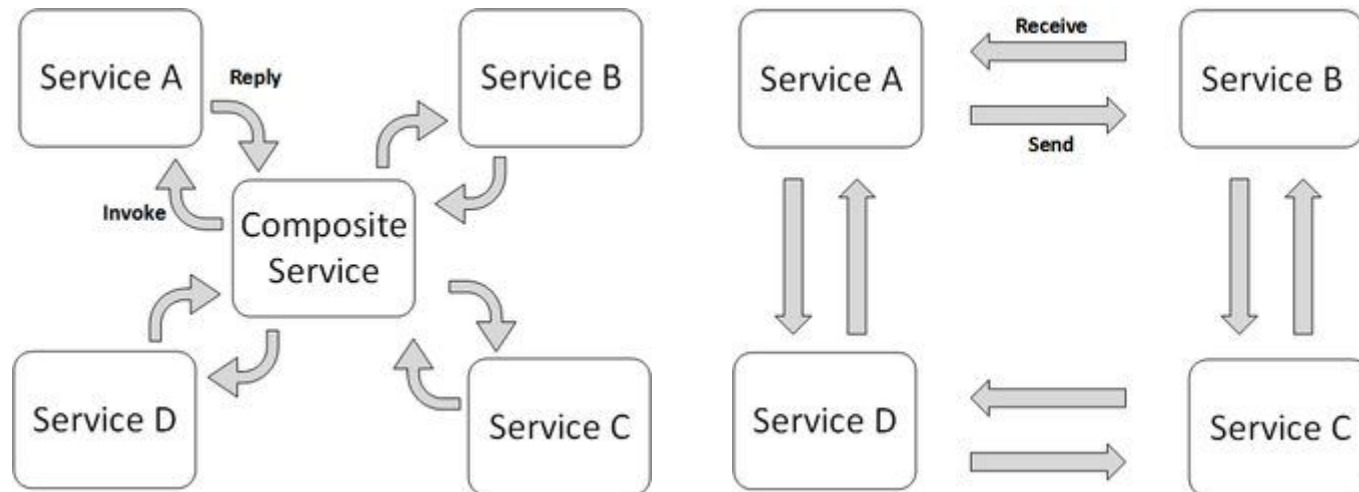 Service A
Reply
Service B
Invoke
Composite
Service
Service D
Service C
Receive
Service A
Service B
Send
Service D
Service C